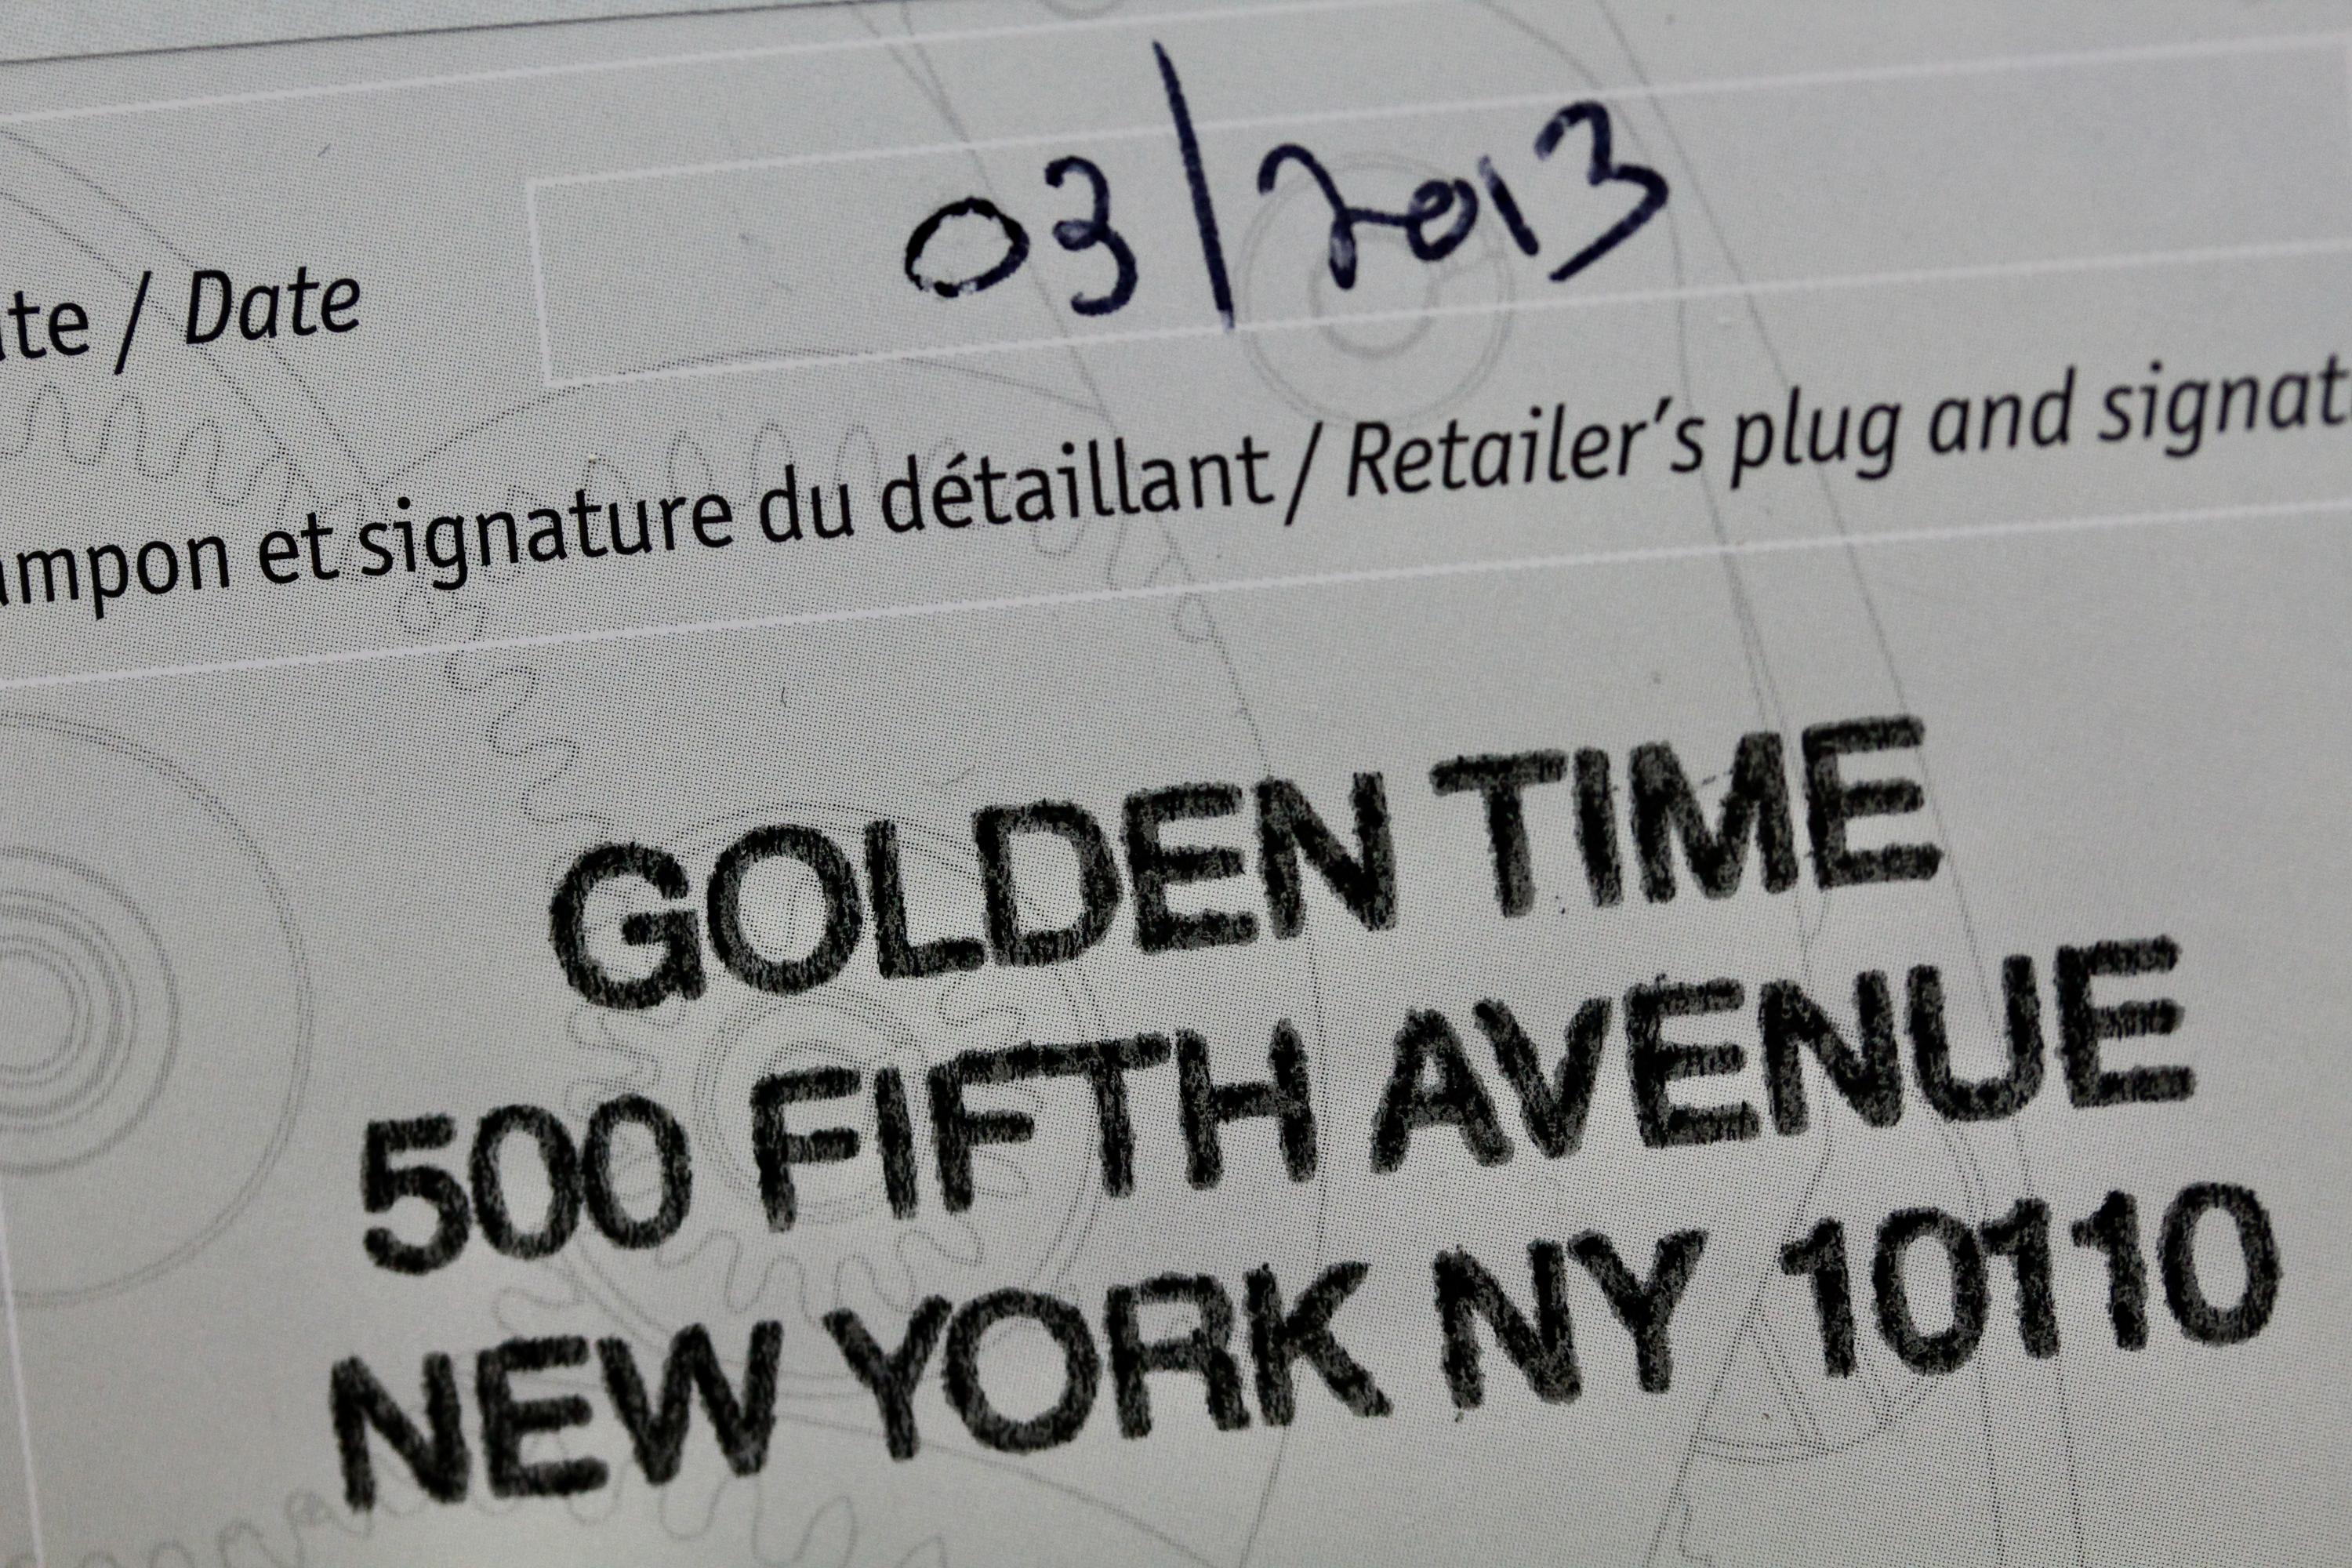 03/2013
ate / Date
ampon et signature du détaillant / Retailer's plug and signat
GOLDEN TIME
500 FIFTH AVENUE
NEW YORK NY 10110